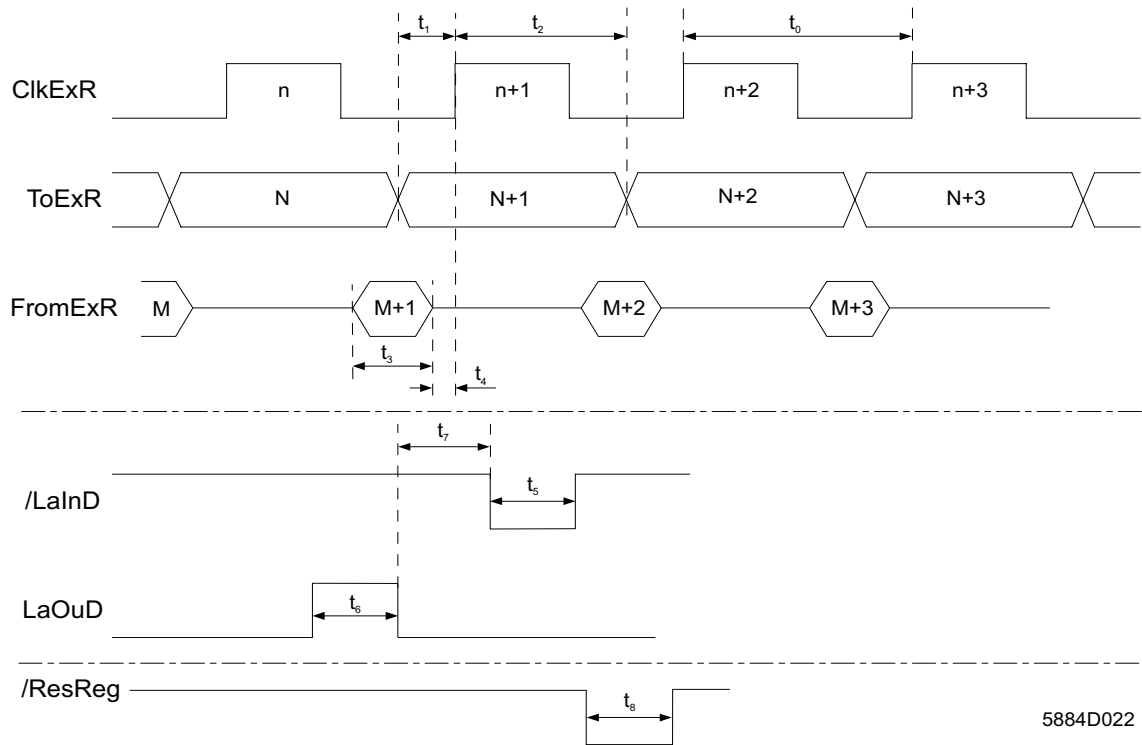 t₁ t₂ t₀
ClkExR n n+1 n+2 n+3
ToExR N N+1 N+2 N+3
FromExR M M+1 M+2 M+3
t₃
t₄
t₇
/LaInD t₅
LaOuD t₆
/ResReg t₈
5884D022